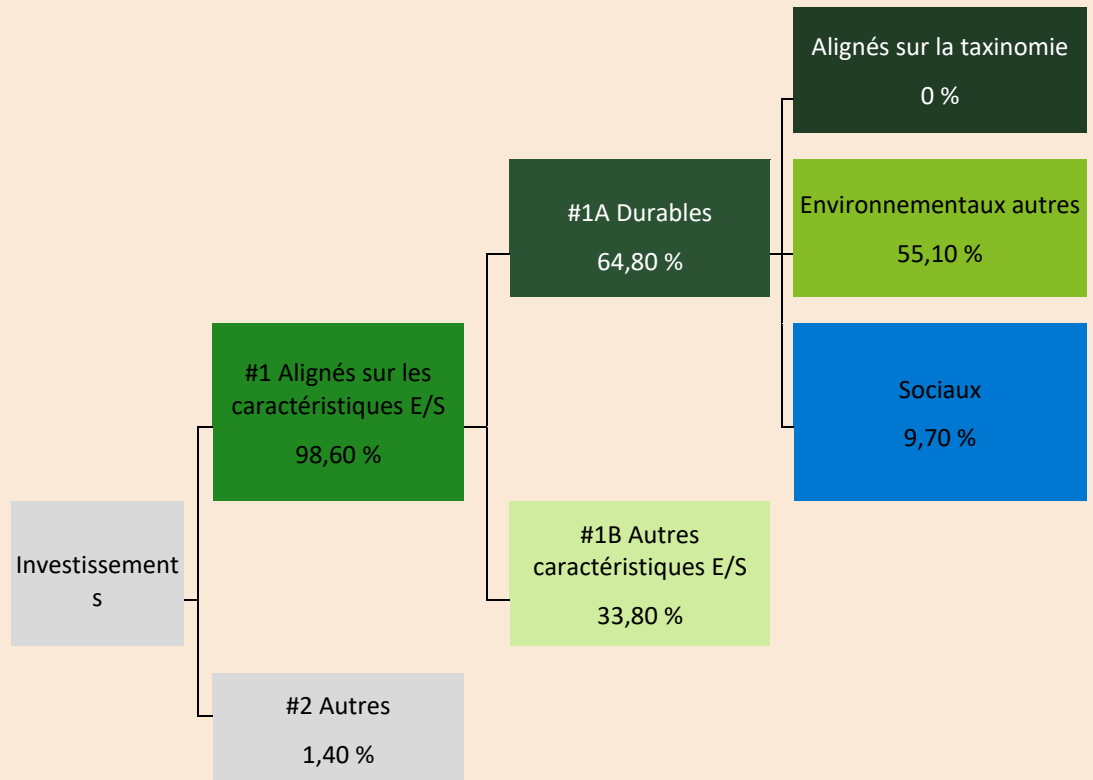 Alignés sur la taxinomie
0 %
#1A Durables
64,80 %
Environnementaux autres
55,10 %
#1 Alignés sur les
caractéristiques E/S
98,60 %
Sociaux
9,70 %
Investissement
s
#1B Autres
caractéristiques E/S
33,80 %
#2 Autres
1,40 %